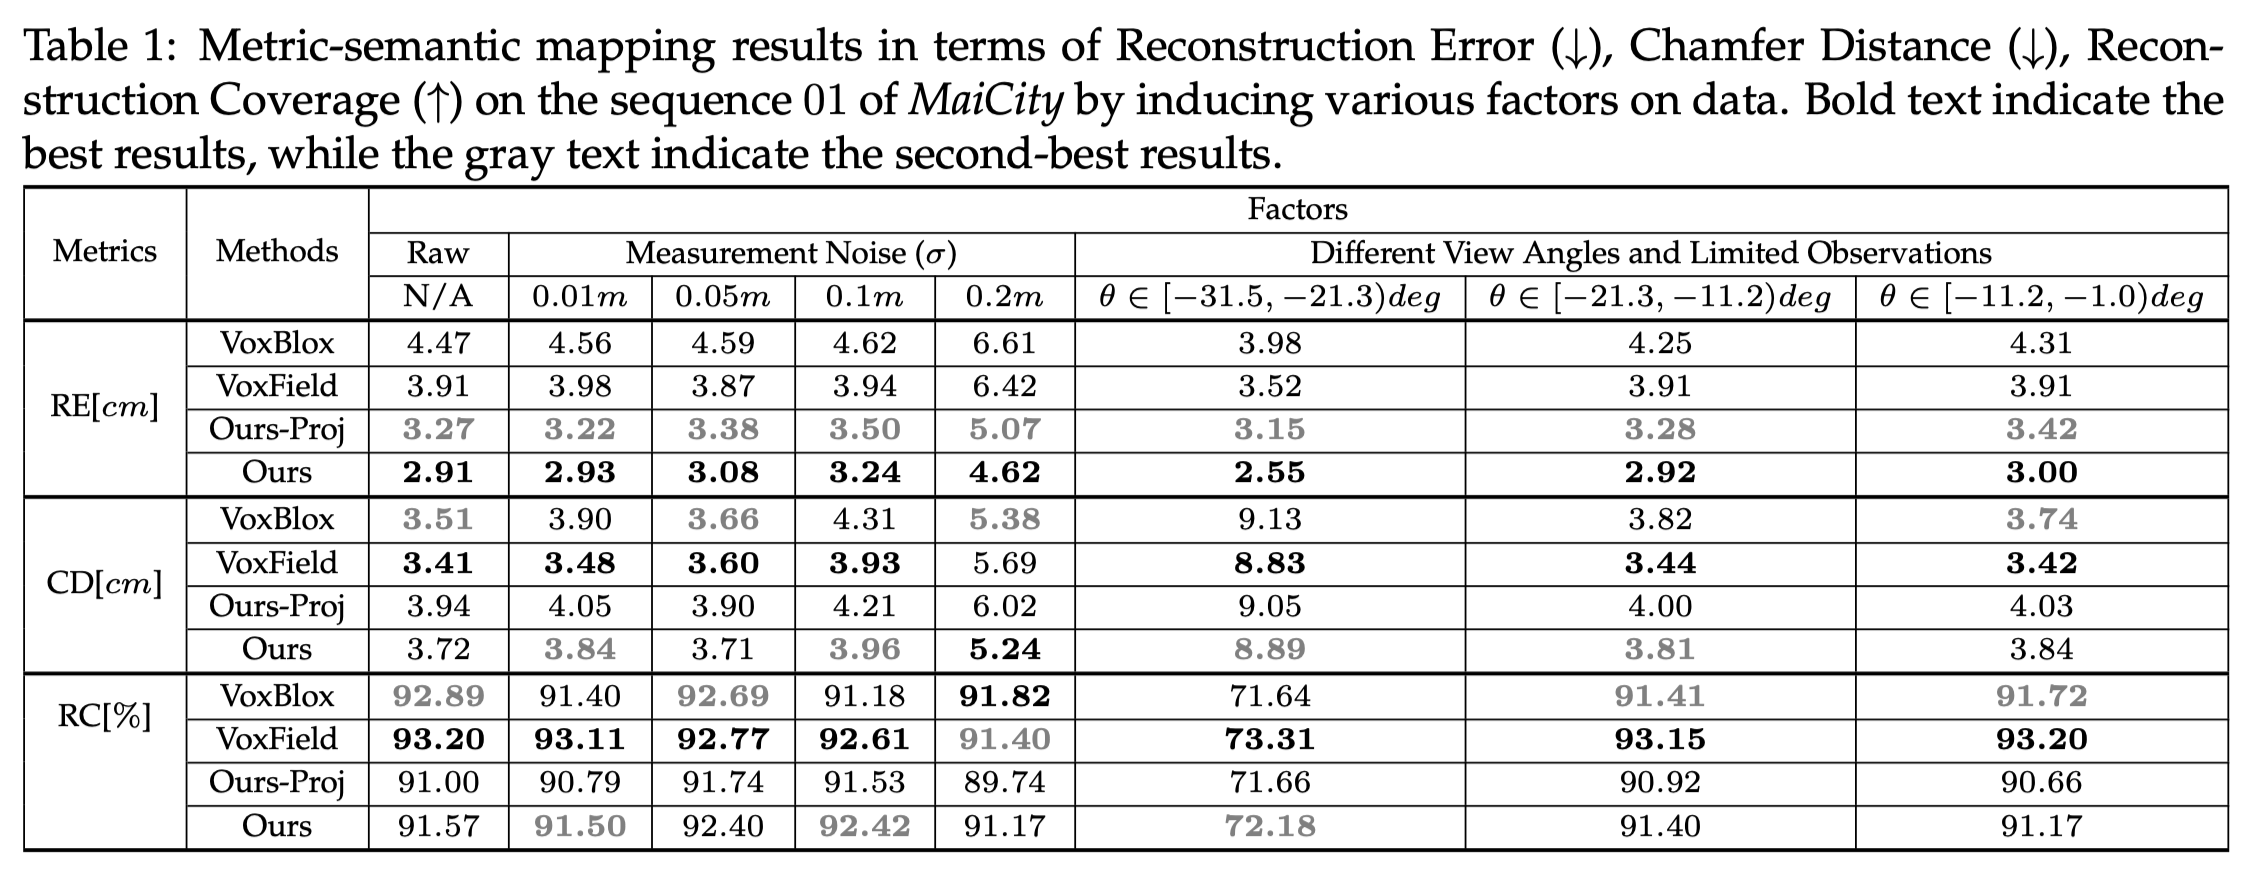 Table 1: Metric-semantic mapping results in terms of Reconstruction Error (↓), Chamfer Distance (↓), Recon-
struction Coverage (↑) on the sequence 01 of MaiCity by inducing various factors on data. Bold text indicate the
best results, while the gray text indicate the second-best results.
Metrics Methods Factors
Raw Measurement Noise (σ) Different View Angles and Limited Observations
N/A 0.01m 0.05m 0.1m 0.2m θ ∈ [−31.5, −21.3)deg θ ∈ [−21.3, −11.2)deg θ ∈ [−11.2, −1.0)deg
RE[cm] VoxBlox 4.47 4.56 4.59 4.62 6.61 3.98 4.25 4.31
VoxField 3.91 3.98 3.87 3.94 6.42 3.52 3.91 3.91
Ours-Proj 3.27 3.22 3.38 3.50 5.07 3.15 3.28 3.42
Ours 2.91 2.93 3.08 3.24 4.62 2.55 2.92 3.00
CD[cm] VoxBlox 3.51 3.90 3.66 4.31 5.38 9.13 3.82 3.74
VoxField 3.41 3.48 3.60 3.93 5.69 8.83 3.44 3.42
Ours-Proj 3.94 4.05 3.90 4.21 6.02 9.05 4.00 4.03
Ours 3.72 3.84 3.71 3.96 5.24 8.89 3.81 3.84
RC[%] VoxBlox 92.89 91.40 92.69 91.18 91.82 71.64 91.41 91.72
VoxField 93.20 93.11 92.77 92.61 91.40 73.31 93.15 93.20
Ours-Proj 91.00 90.79 91.74 91.53 89.74 71.66 90.92 90.66
Ours 91.57 91.50 92.40 92.42 91.17 72.18 91.40 91.17